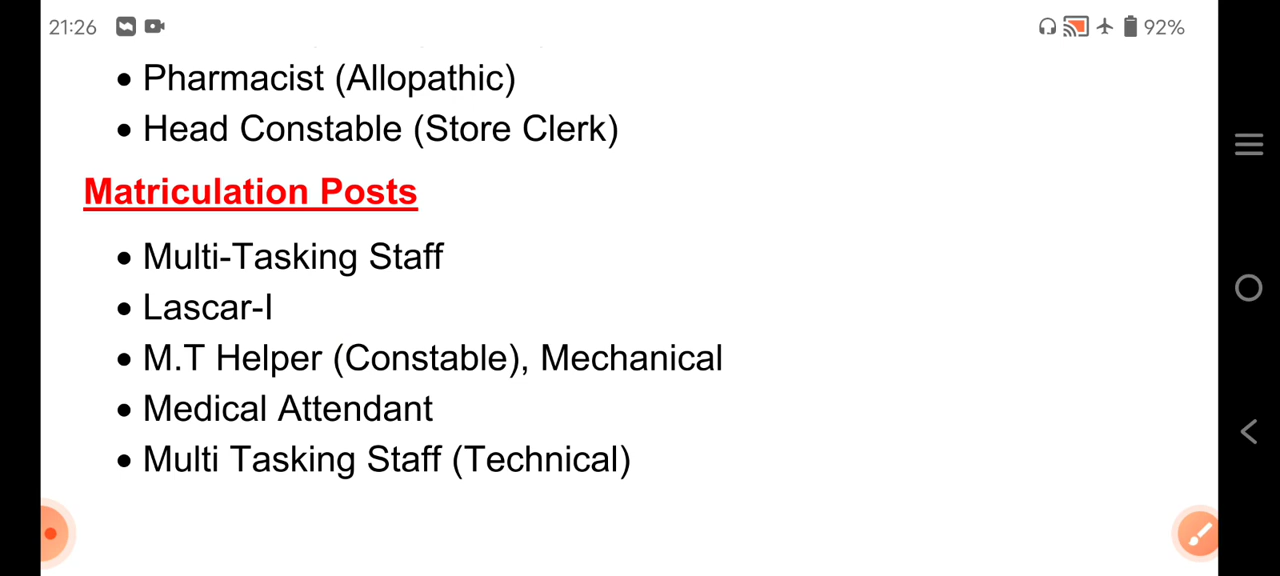 21:26 92%
• Pharmacist (Allopathic)
• Head Constable (Store Clerk)
Matriculation Posts
• Multi-Tasking Staff
• Lascar-I
• M.T Helper (Constable), Mechanical
• Medical Attendant
• Multi Tasking Staff (Technical)